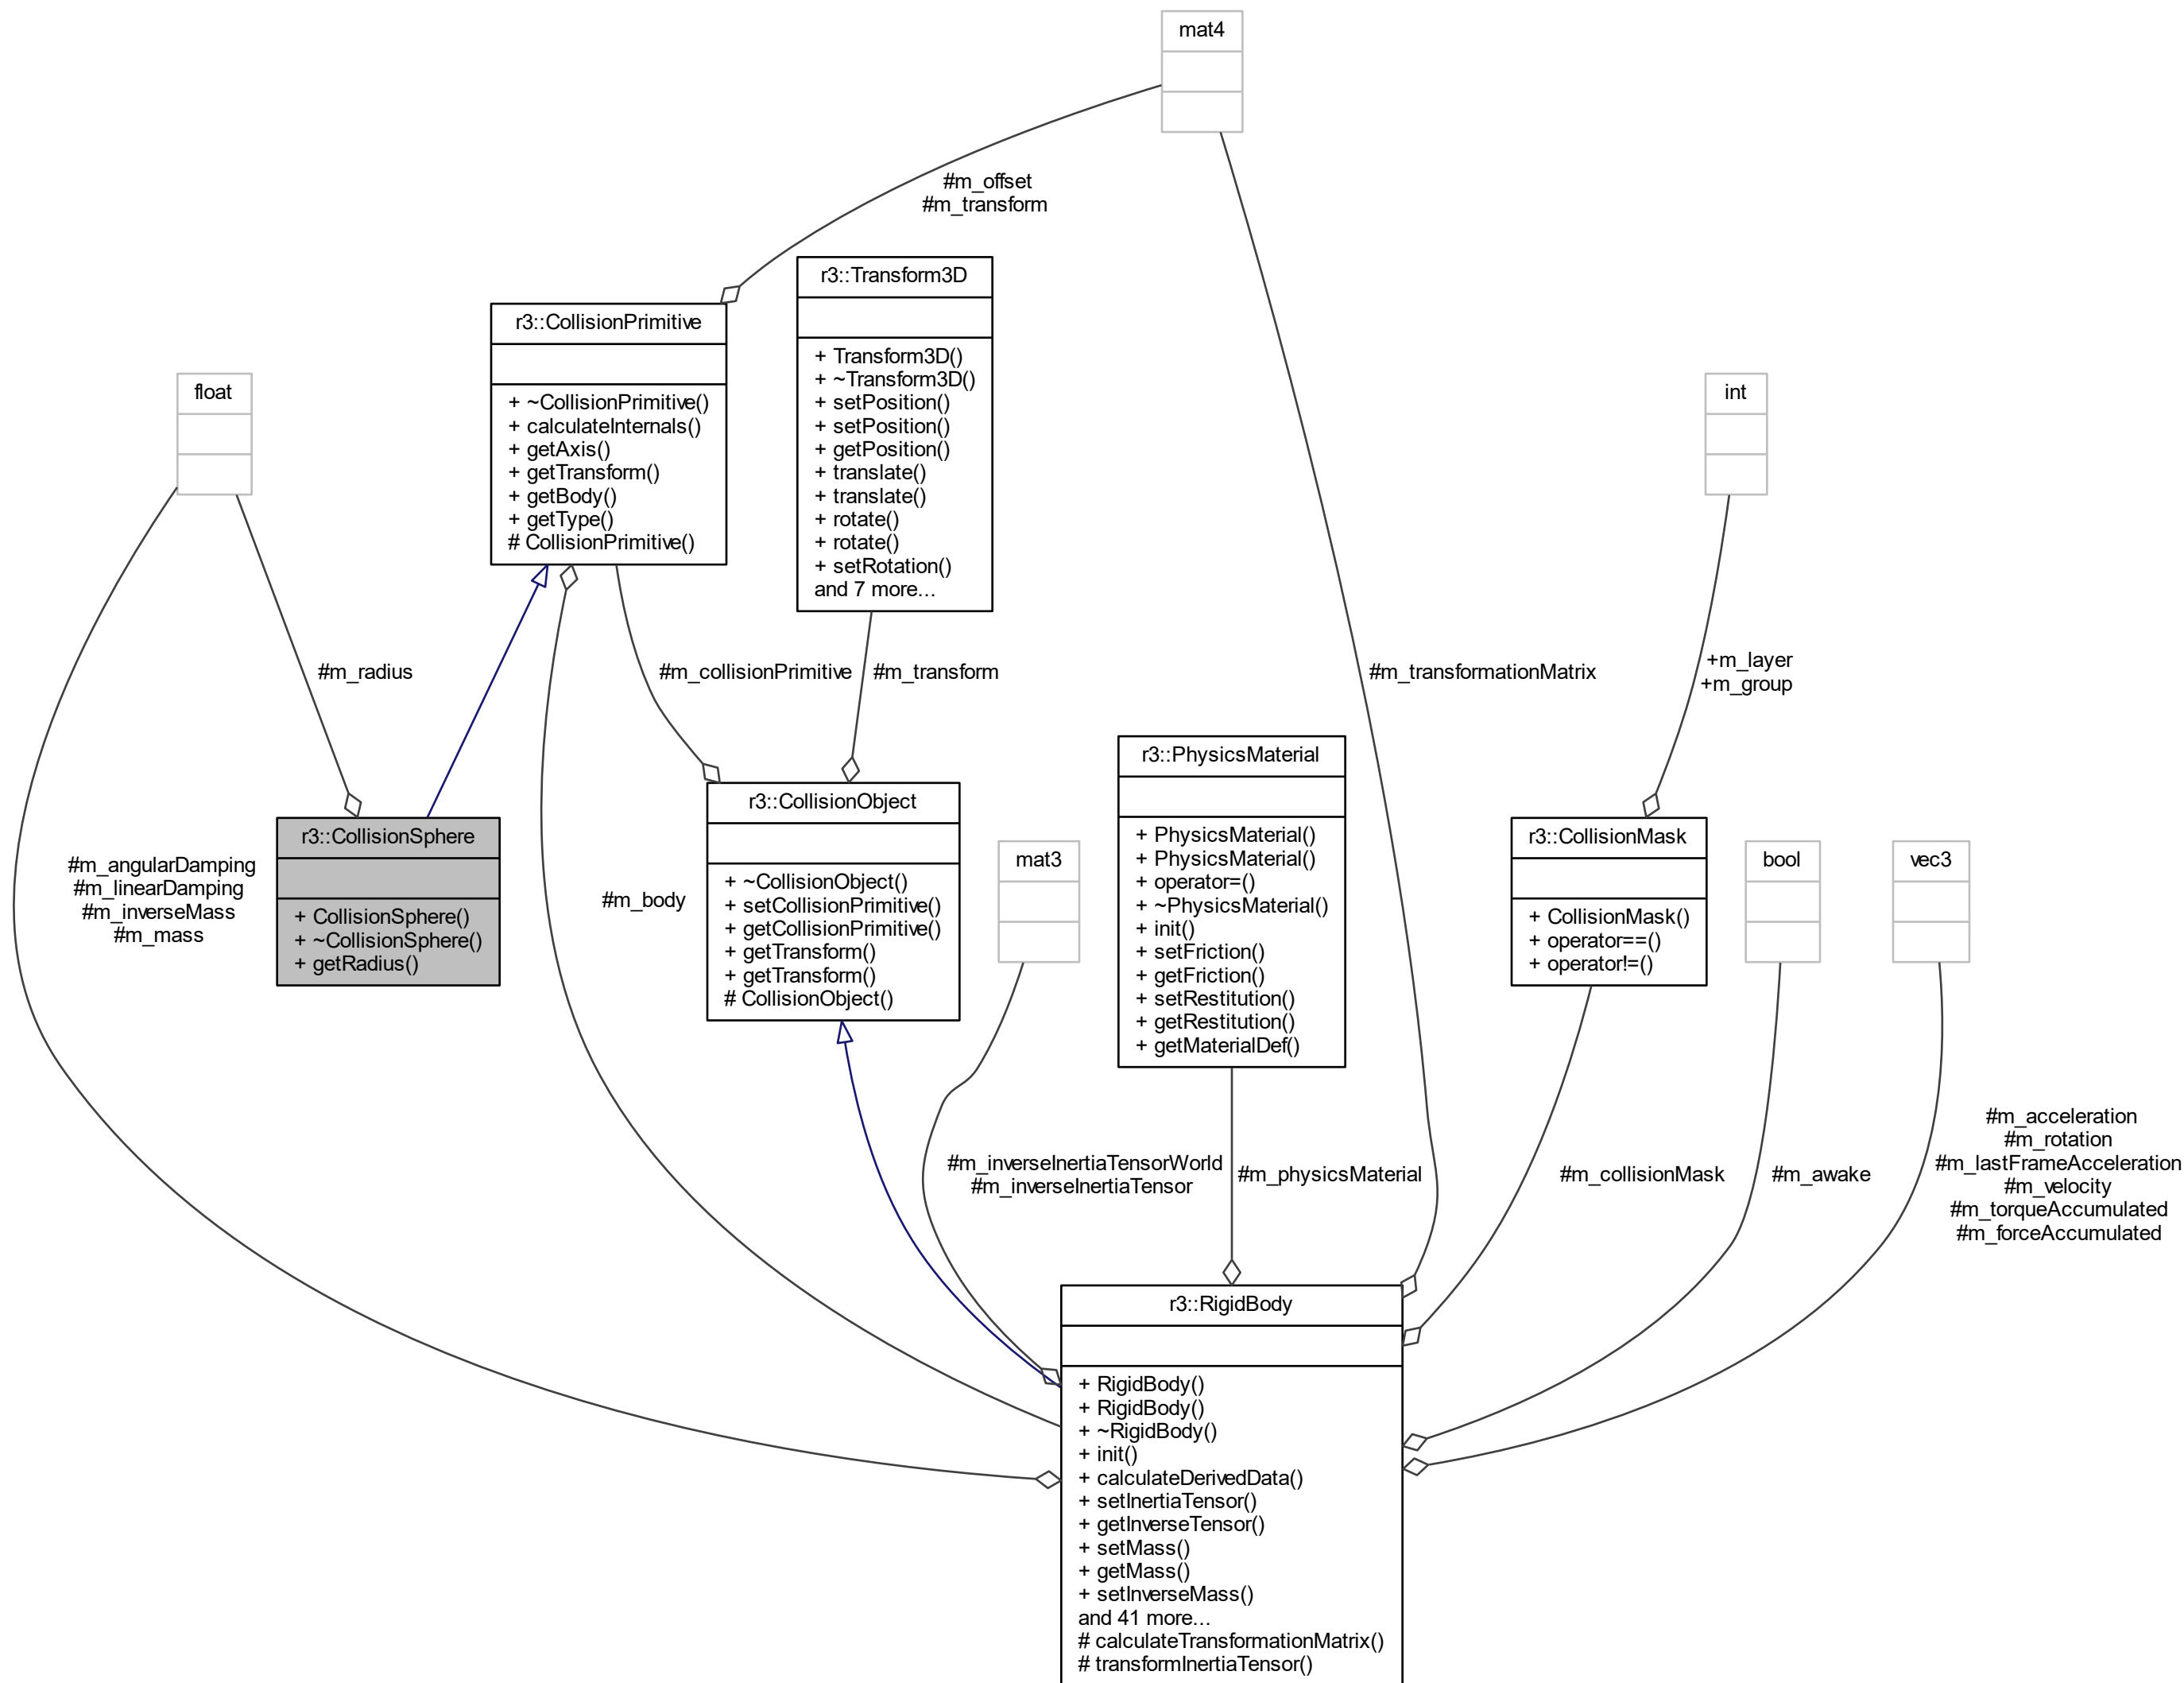 mat4
#m_offset
#m_transform
r3::Transform3D
+ Transform3D()
+ ~Transform3D()
+ setPosition()
+ setPosition()
+ getPosition()
+ translate()
+ translate()
+ rotate()
+ rotate()
+ setRotation()
and 7 more...
r3::CollisionPrimitive
+ ~CollisionPrimitive()
+ calculateInternals()
+ getAxis()
+ getTransform()
+ getBody()
+ getType()
# CollisionPrimitive()
float
int
#m_radius
#m_collisionPrimitive
#m_transform
#m_transformationMatrix
+m_layer
+m_group
r3::PhysicsMaterial
+ PhysicsMaterial()
+ PhysicsMaterial()
+ operator=()
+ ~PhysicsMaterial()
+ init()
+ setFriction()
+ getFriction()
+ setRestitution()
+ getRestitution()
+ getMaterialDef()
r3::CollisionObject
+ ~CollisionObject()
+ setCollisionPrimitive()
+ getCollisionPrimitive()
+ getTransform()
+ getTransform()
# CollisionObject()
r3::CollisionSphere
+ CollisionSphere()
+ ~CollisionSphere()
+ getRadius()
r3::CollisionMask
+ CollisionMask()
+ operator==()
+ operator!=()
mat3
bool
vec3
#m_angularDamping
#m_linearDamping
#m_inverseMass
#m_mass
#m_body
#m_inverseInertiaTensorWorld
#m_inverseInertiaTensor
#m_physicsMaterial
#m_collisionMask
#m_awake
#m_acceleration
#m_rotation
#m_lastFrameAcceleration
#m_velocity
#m_torqueAccumulated
#m_forceAccumulated
r3::RigidBody
+ RigidBody()
+ RigidBody()
+ ~RigidBody()
+ init()
+ calculateDerivedData()
+ setInertiaTensor()
+ getInverseTensor()
+ setMass()
+ getMass()
+ setInverseMass()
and 41 more...
# calculateTransformationMatrix()
# transformInertiaTensor()